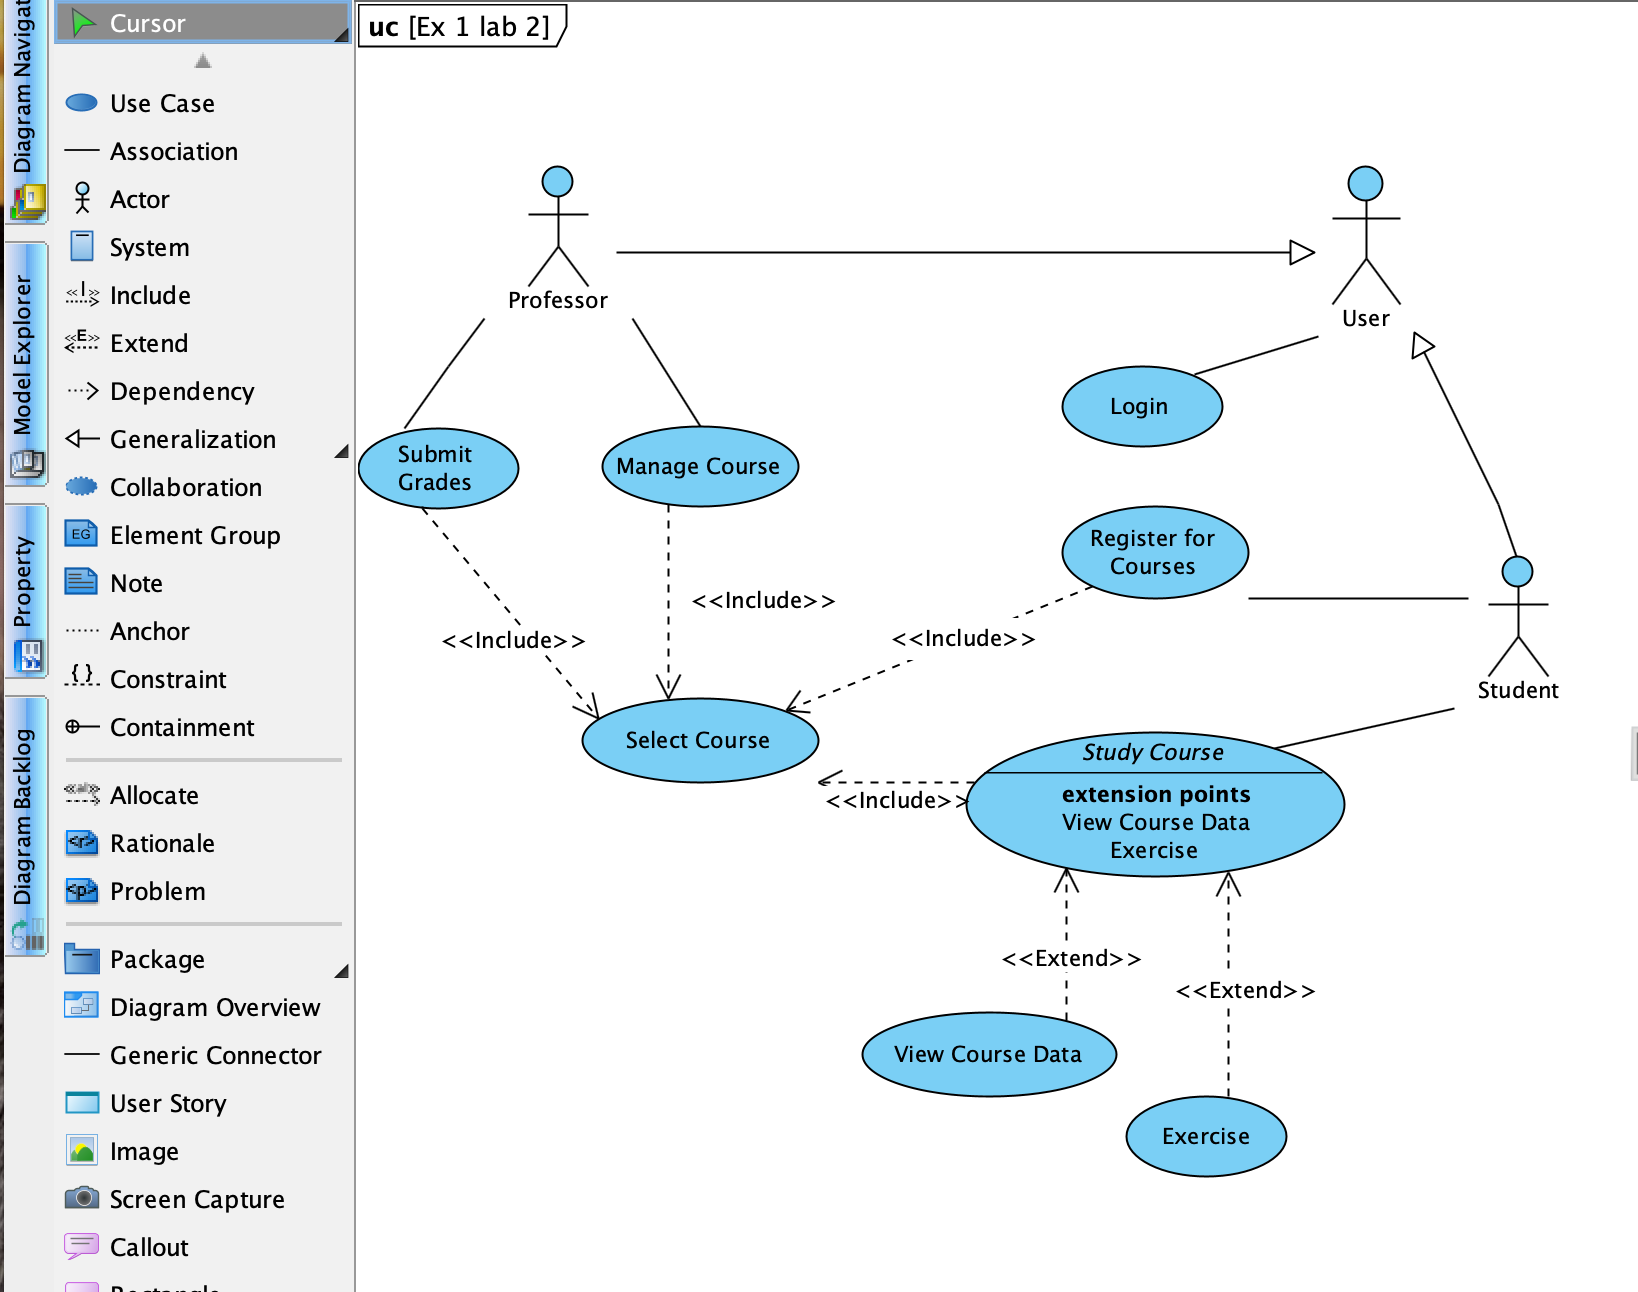 Diagram Navigat
Model Explorer
Property
Diagram Backlog
Cursor
Use Case
Association
Actor
System
<<I>>
Include
<<E>>
Extend
Dependency
Generalization
Collaboration
EG
Element Group
Note
Anchor
{}
Constraint
Containment
Allocate
<r>
Rationale
<p>
Problem
Package
Diagram Overview
Generic Connector
User Story
Image
Screen Capture
Callout
uc [Ex 1 lab 2]
Professor
User
Login
Submit
Grades
Manage Course
Register for
Courses
<<Include>>
<<Include>>
<<Include>>
Student
Select Course
Study Course
extension points
View Course Data
Exercise
<<Include>>
<<Extend>>
<<Extend>>
View Course Data
Exercise